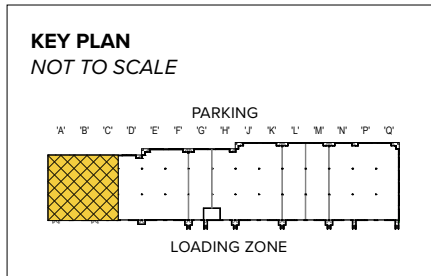 KEY PLAN
NOT TO SCALE
PARKING
'A' 'B' 'C' 'D' 'E' 'F' 'G' 'H' 'J' 'K' 'L' 'M' 'N' 'P' 'Q'
LOADING ZONE